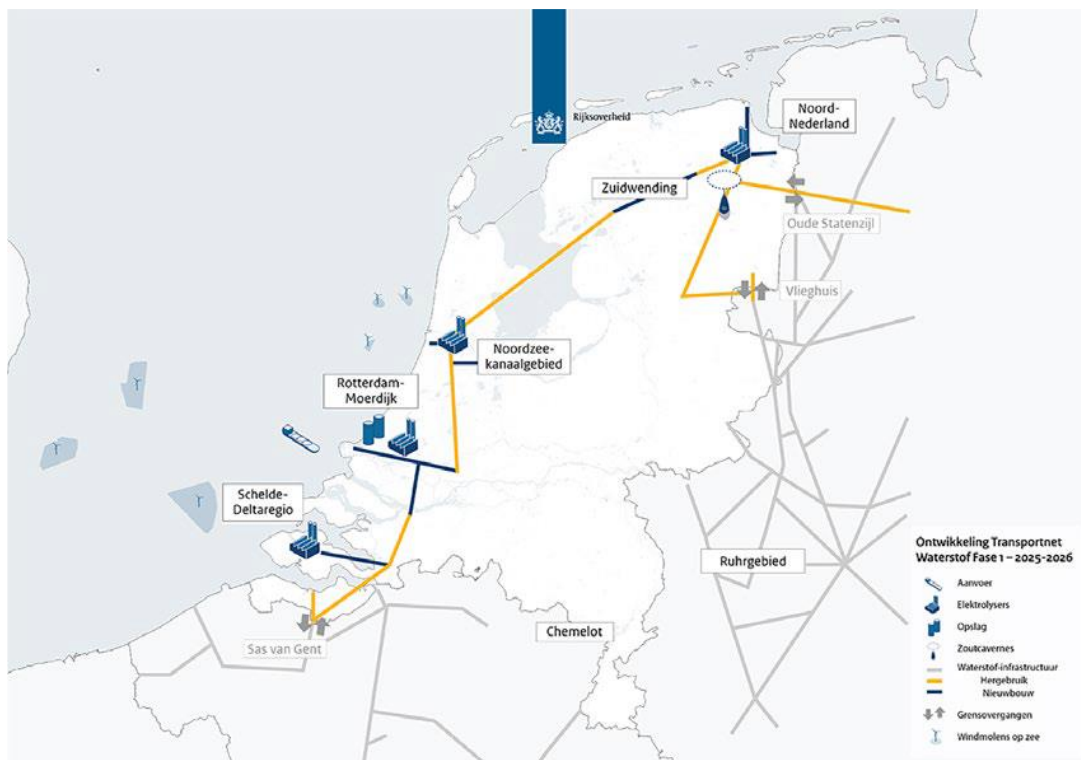 Rijksoverheid
Noord-
Nederland
Zuidwending
Oude Statenzijl
Vlieghuis
Noordzee-
kanaalgebied
Rotterdam-
Moerdijk
Schelde-
Deltaregio
Sas van Gent
Ruhrgebied
Chemelot
Ontwikkeling Transportnet
Waterstof Fase 1 – 2025-2026
Aanvoer
Elektrolysers
Opslag
Zoutcavernes
Waterstof-infrastructuur
Hergebruik
Nieuwbouw
Grensovergangen
Windmolens op zee